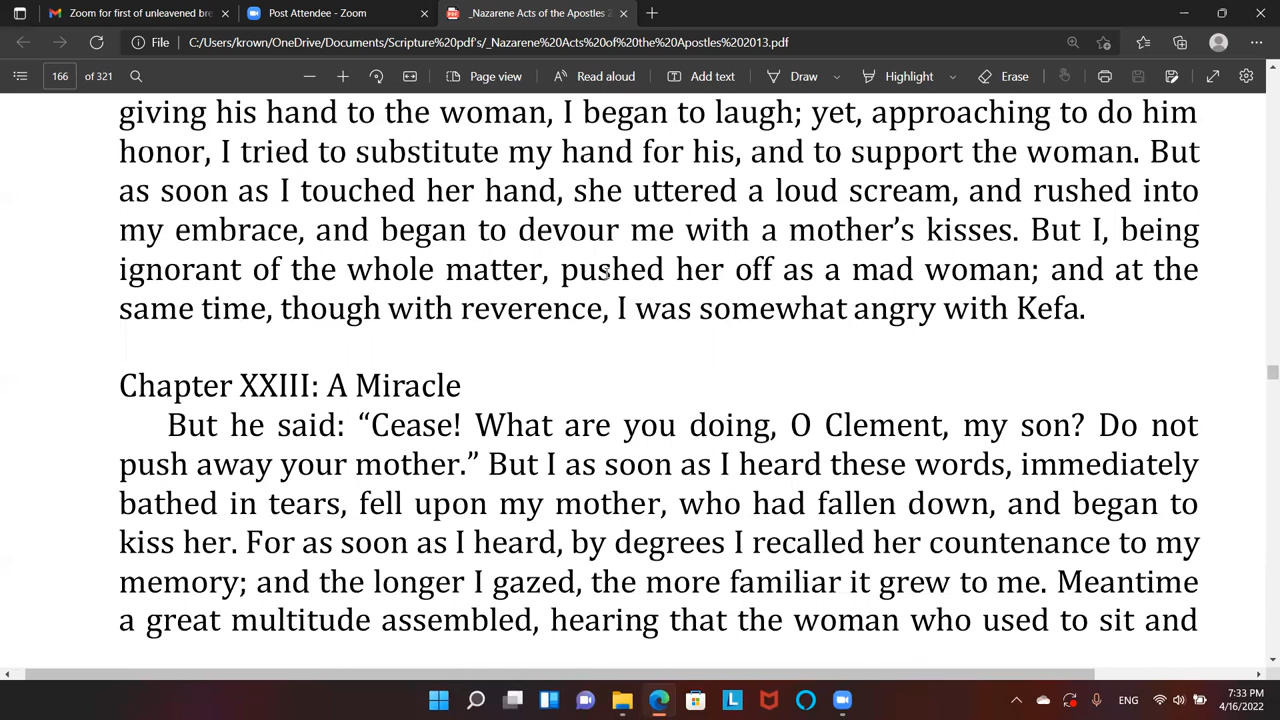 Zoom for first of unleavened bre
Post Attendee - Zoom
_Nazarene Acts of the Apostles 2
File
C:/Users/krown/OneDrive/Documents/Scripture%20pdf's/_Nazarene%20Acts%20of%20the%20Apostles%202013.pdf
166 of 321
Page view
Read aloud
Add text
Draw
Highlight
Erase
giving his hand to the woman, I began to laugh; yet, approaching to do him
honor, I tried to substitute my hand for his, and to support the woman. But
as soon as I touched her hand, she uttered a loud scream, and rushed into
my embrace, and began to devour me with a mother’s kisses. But I, being
ignorant of the whole matter, pushed her off as a mad woman; and at the
same time, though with reverence, I was somewhat angry with Kefa.
Chapter XXIII: A Miracle
But he said: “Cease! What are you doing, O Clement, my son? Do not
push away your mother.” But I as soon as I heard these words, immediately
bathed in tears, fell upon my mother, who had fallen down, and began to
kiss her. For as soon as I heard, by degrees I recalled her countenance to my
memory; and the longer I gazed, the more familiar it grew to me. Meantime
a great multitude assembled, hearing that the woman who used to sit and
ENG
7:33 PM
4/16/2022